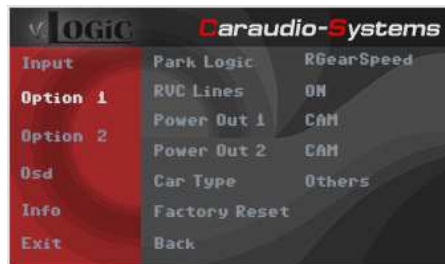 v.LOGiC Caraudio-Systems
Input Park Logic RGearSpeed
Option 1 RVC Lines ON
Power Out 1 CAM
Option 2 Power Out 2 CAM
Osd Car Type Others
Info Factory Reset
Exit Back